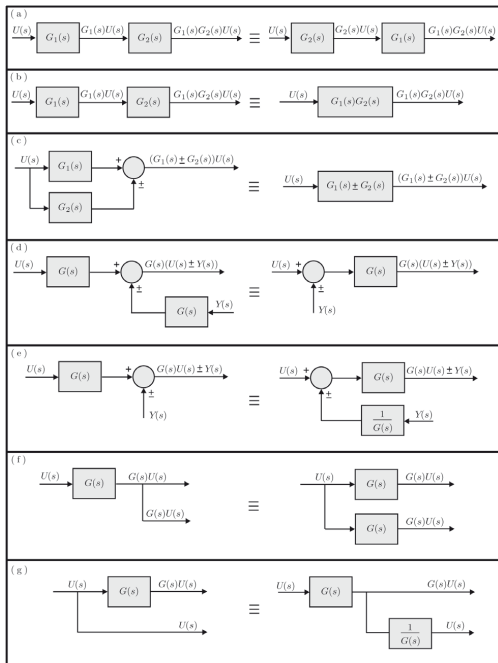 (a)
U(s) G₁(s) G₁(s)U(s) G₂(s) G₁(s)G₂(s)U(s) ≡ U(s) G₂(s) G₂(s)U(s) G₁(s) G₁(s)G₂(s)U(s)
(b)
U(s) G₁(s) G₁(s)U(s) G₂(s) G₁(s)G₂(s)U(s) ≡ U(s) G₁(s)G₂(s) G₁(s)G₂(s)U(s)
(c)
U(s) G₁(s) + (G₁(s)±G₂(s))U(s) ≡ U(s) G₁(s)±G₂(s) (G₁(s)±G₂(s))U(s)
G₂(s) ±
(d)
U(s) G(s) + G(s)(U(s)±Y(s)) ≡ U(s) + G(s) G(s)(U(s)±Y(s))
± G(s) Y(s) ± Y(s)
(e)
U(s) G(s) + G(s)U(s)±Y(s) ≡ U(s) + G(s) G(s)U(s)±Y(s)
± Y(s) ± 1/G(s) Y(s)
(f)
U(s) G(s) G(s)U(s) ≡ U(s) G(s) G(s)U(s)
G(s)U(s) G(s) G(s)U(s)
(g)
U(s) G(s) G(s)U(s) ≡ U(s) G(s) G(s)U(s)
U(s) 1/G(s) U(s)